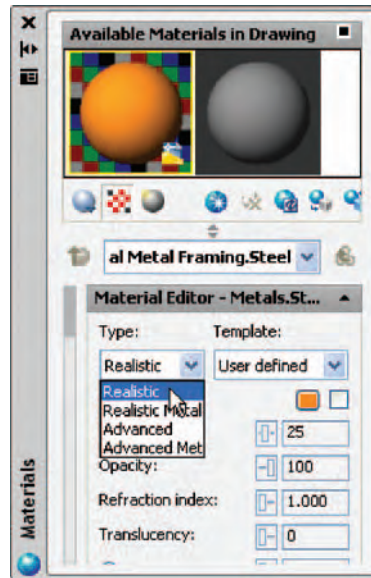 Available Materials in Drawing
al Metal Framing.Steel
Material Editor - Metals.St...
Type: Template:
Realistic User defined
Realistic
Realistic Metal
Advanced
Advanced Met
25
Opacity: 100
Refraction index: 1.000
Translucency: 0
Materials